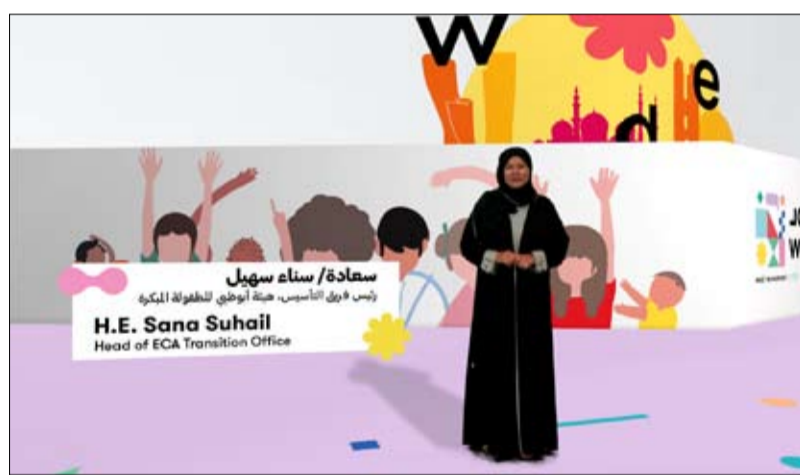 W
e
d
سعادة/ سناء سهيل
رئيس فريق التأسيس، هيئة أبوظبي للطفولة المبكرة
H.E. Sana Suhail
Head of ECA Transition Office